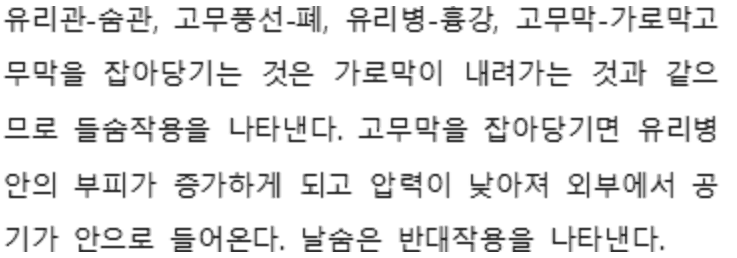 유리관-숨관, 고무풍선-폐, 유리병-흉강, 고무막-가로막고
무막을 잡아당기는 것은 가로막이 내려가는 것과 같으
므로 들숨작용을 나타낸다. 고무막을 잡아당기면 유리병
안의 부피가 증가하게 되고 압력이 낮아져 외부에서 공
기가 안으로 들어온다. 날숨은 반대작용을 나타낸다.